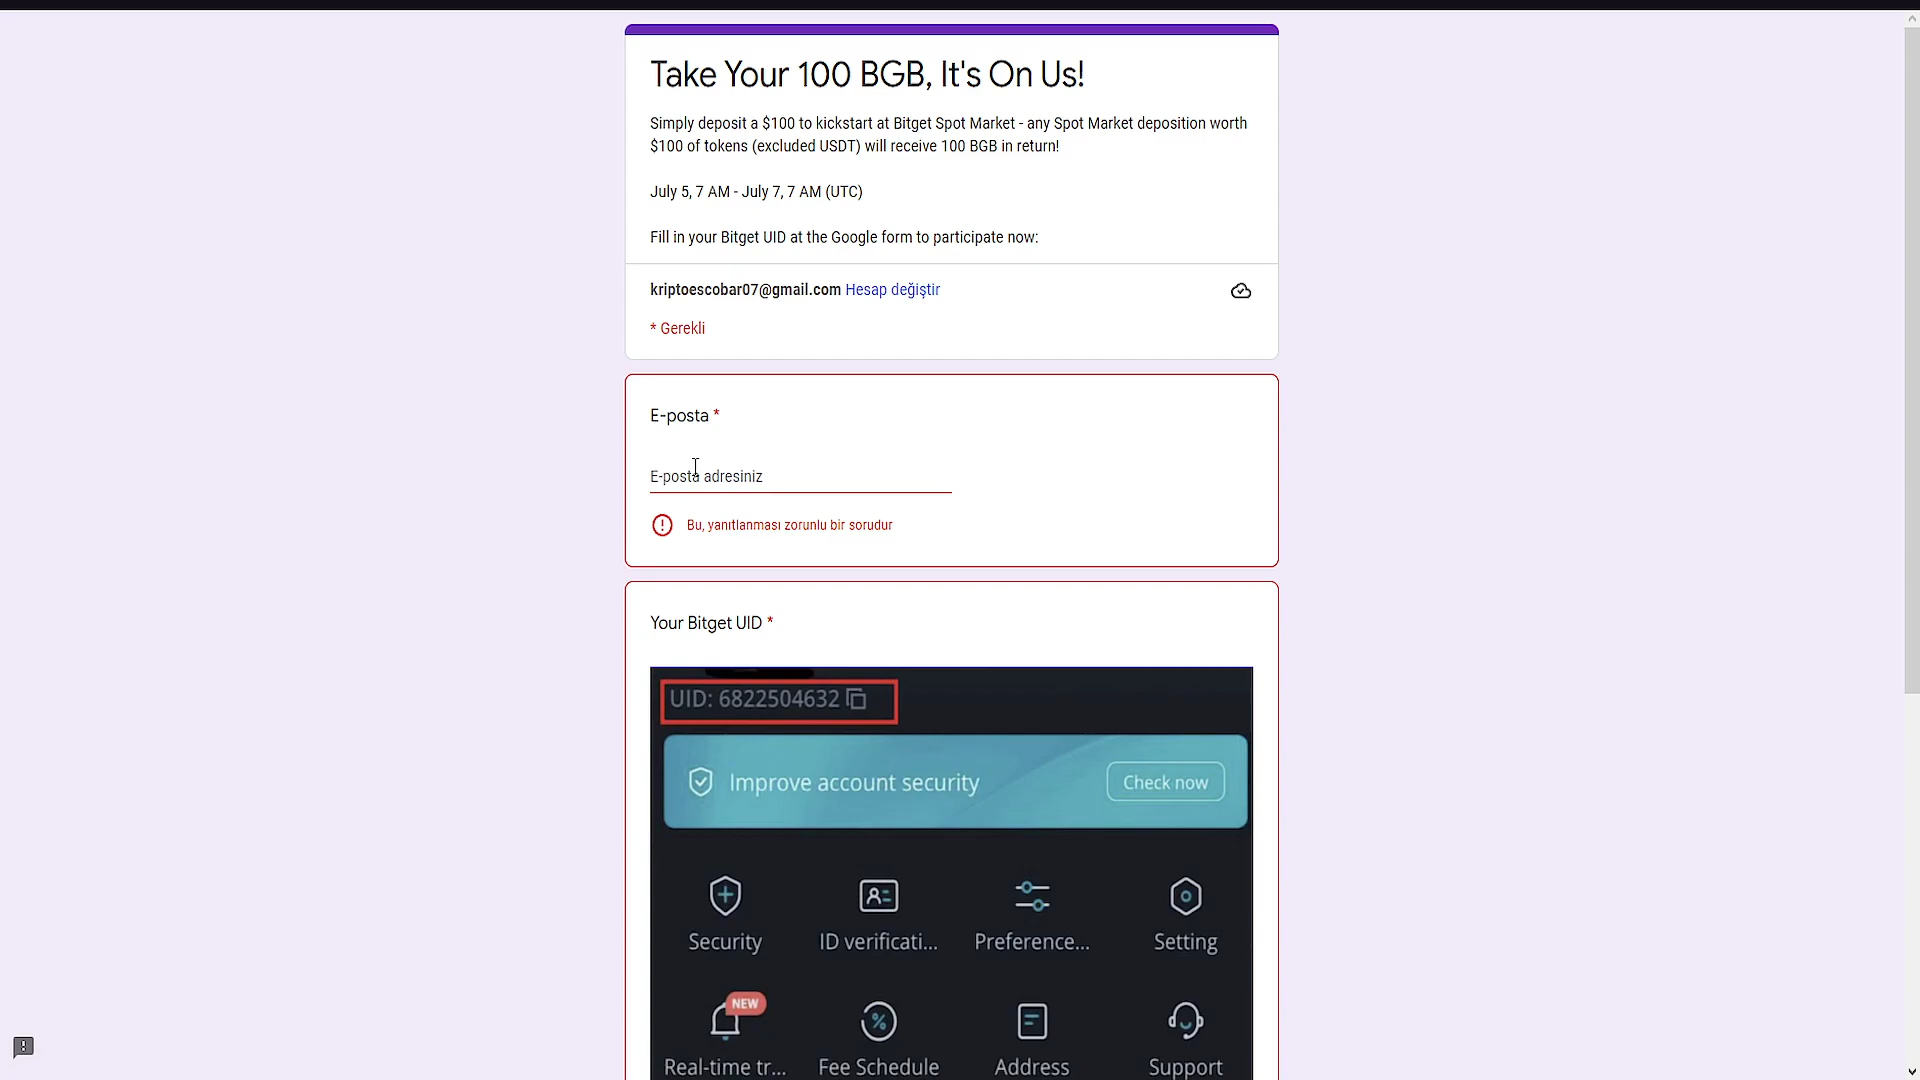 Take Your 100 BGB, It's On Us!
Simply deposit a $100 to kickstart at Bitget Spot Market - any Spot Market deposition worth
$100 of tokens (excluded USDT) will receive 100 BGB in return!
July 5, 7 AM - July 7, 7 AM (UTC)
Fill in your Bitget UID at the Google form to participate now:
kriptoescobar07@gmail.com Hesap değiştir
* Gerekli
E-posta *
E-posta adresiniz
Bu, yanıtlanması zorunlu bir sorudur
Your Bitget UID *
UID: 6822504632
Improve account security
Check now
Security ID verificati... Preference... Setting
NEW
Real-time tr... Fee Schedule Address Support